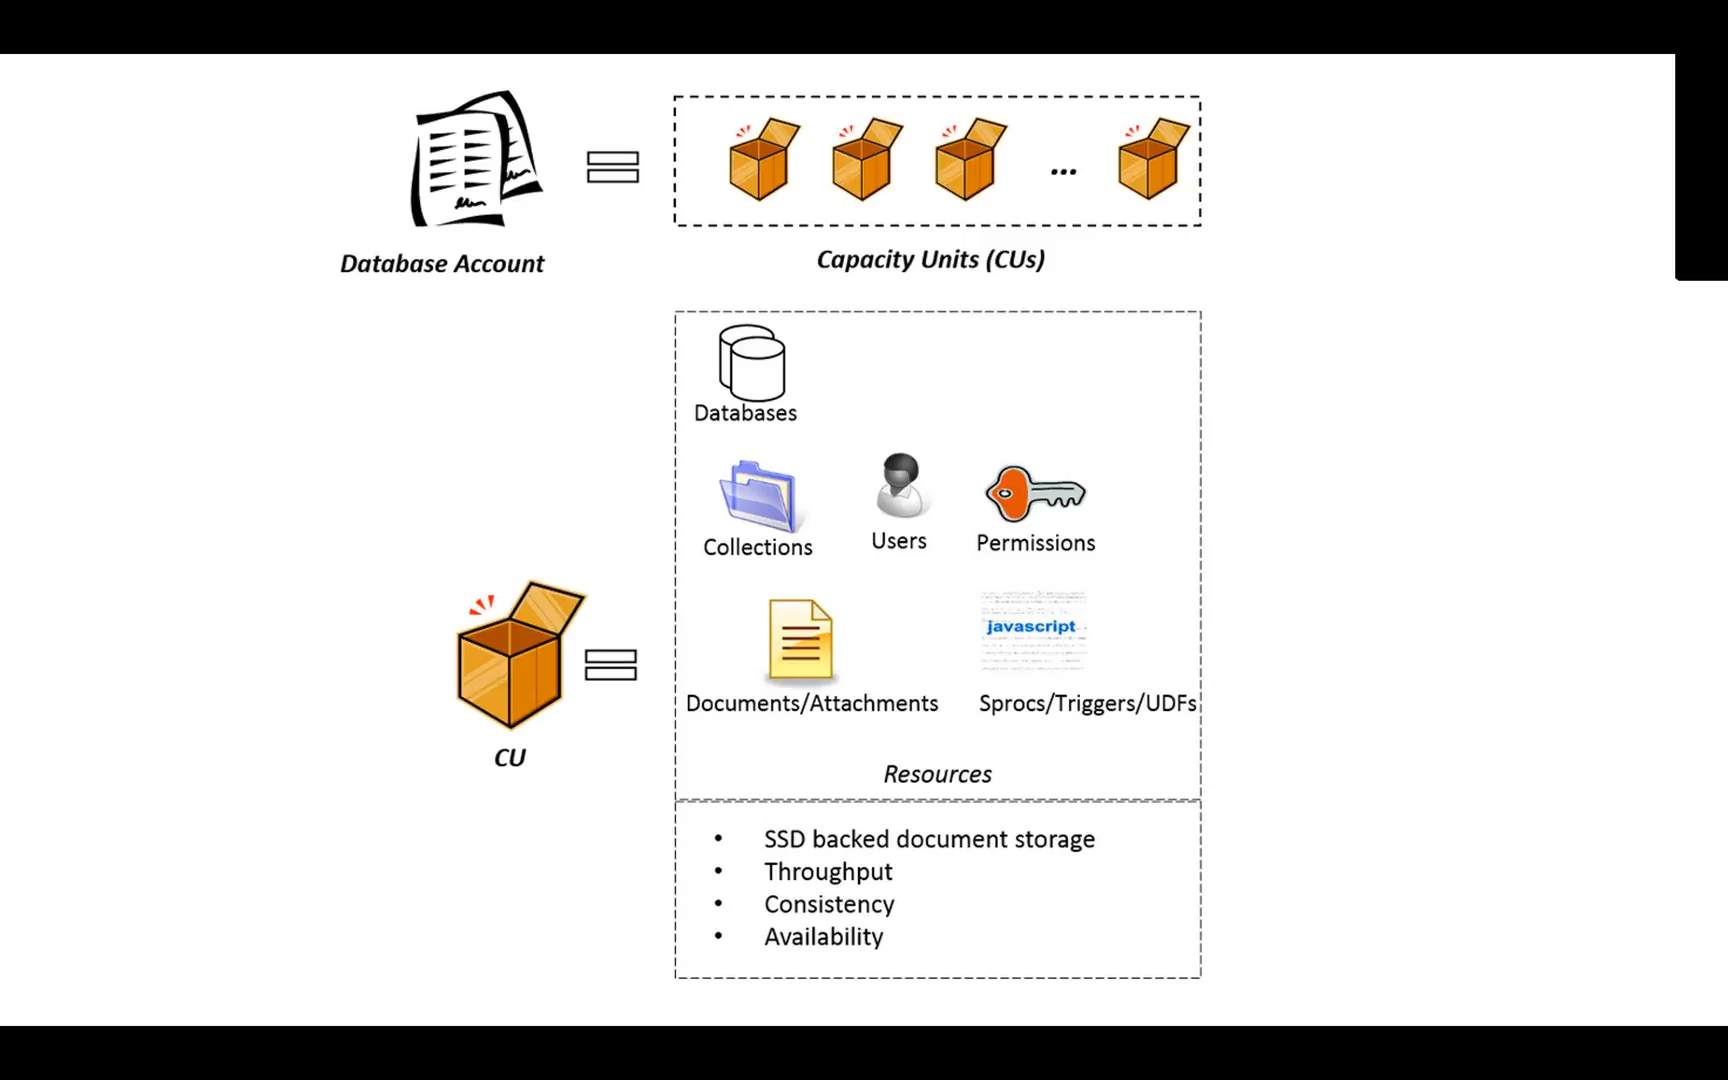 ...
Database Account
Capacity Units (CUs)
Databases
Collections
Users
Permissions
javascript
Documents/Attachments
Sprocs/Triggers/UDFs
CU
Resources
• SSD backed document storage
• Throughput
• Consistency
• Availability